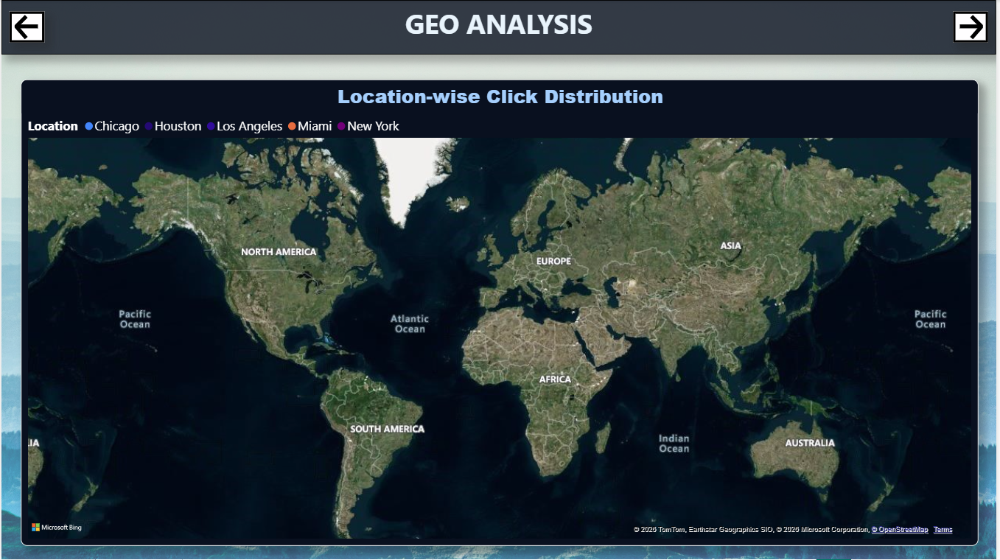 GEO ANALYSIS
Location-wise Click Distribution
Location Chicago Houston Los Angeles Miami New York
NORTH AMERICA
ASIA
EUROPE
Pacific
Ocean
Atlantic
Ocean
Pacific
Ocean
AFRICA
SOUTH AMERICA
Indian
Ocean
IA
AUSTRALIA
Microsoft Bing
© 2026 TomTom, Earthstar Geographics SIO, © 2026 Microsoft Corporation, © OpenStreetMap Terms